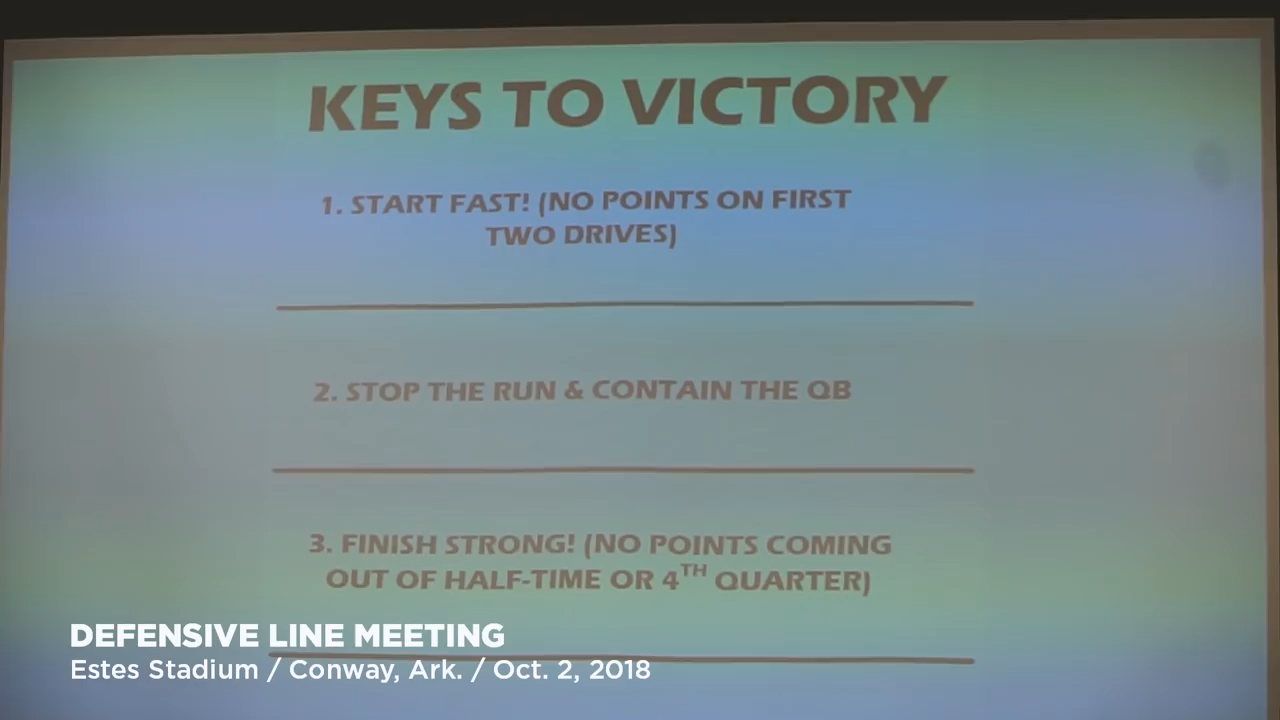 KEYS TO VICTORY
1. START FAST! (NO POINTS ON FIRST
TWO DRIVES)
2. STOP THE RUN & CONTAIN THE QB
3. FINISH STRONG! (NO POINTS COMING
OUT OF HALF-TIME OR 4TH QUARTER)
DEFENSIVE LINE MEETING
Estes Stadium / Conway, Ark. / Oct. 2, 2018